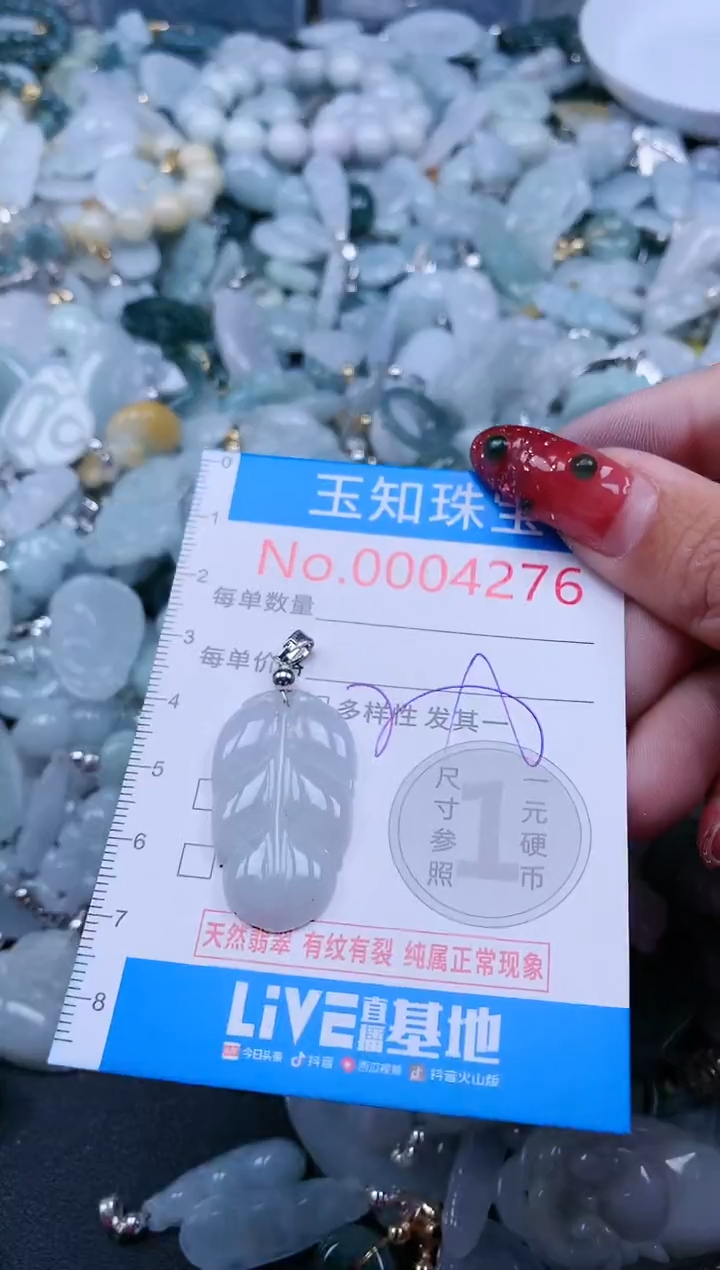 玉知珠宝
No.0004276
每单数量
每单价
多样性 发其一
尺寸参照
1
一元硬币
0
1
2
3
4
5
6
7
8
天然翡翠 有纹有裂 纯属正常现象
LiVE直播基地
今日头条 抖音 西瓜视频 抖音火山版